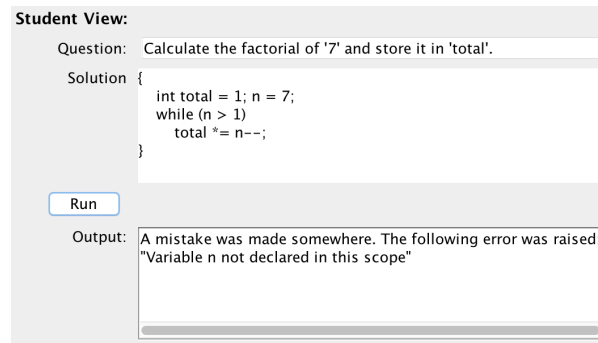 Student View:
Question: Calculate the factorial of '7' and store it in 'total'.
Solution {
int total = 1; n = 7;
while (n > 1)
total *= n--;
}
Run
Output: A mistake was made somewhere. The following error was raised
"Variable n not declared in this scope"